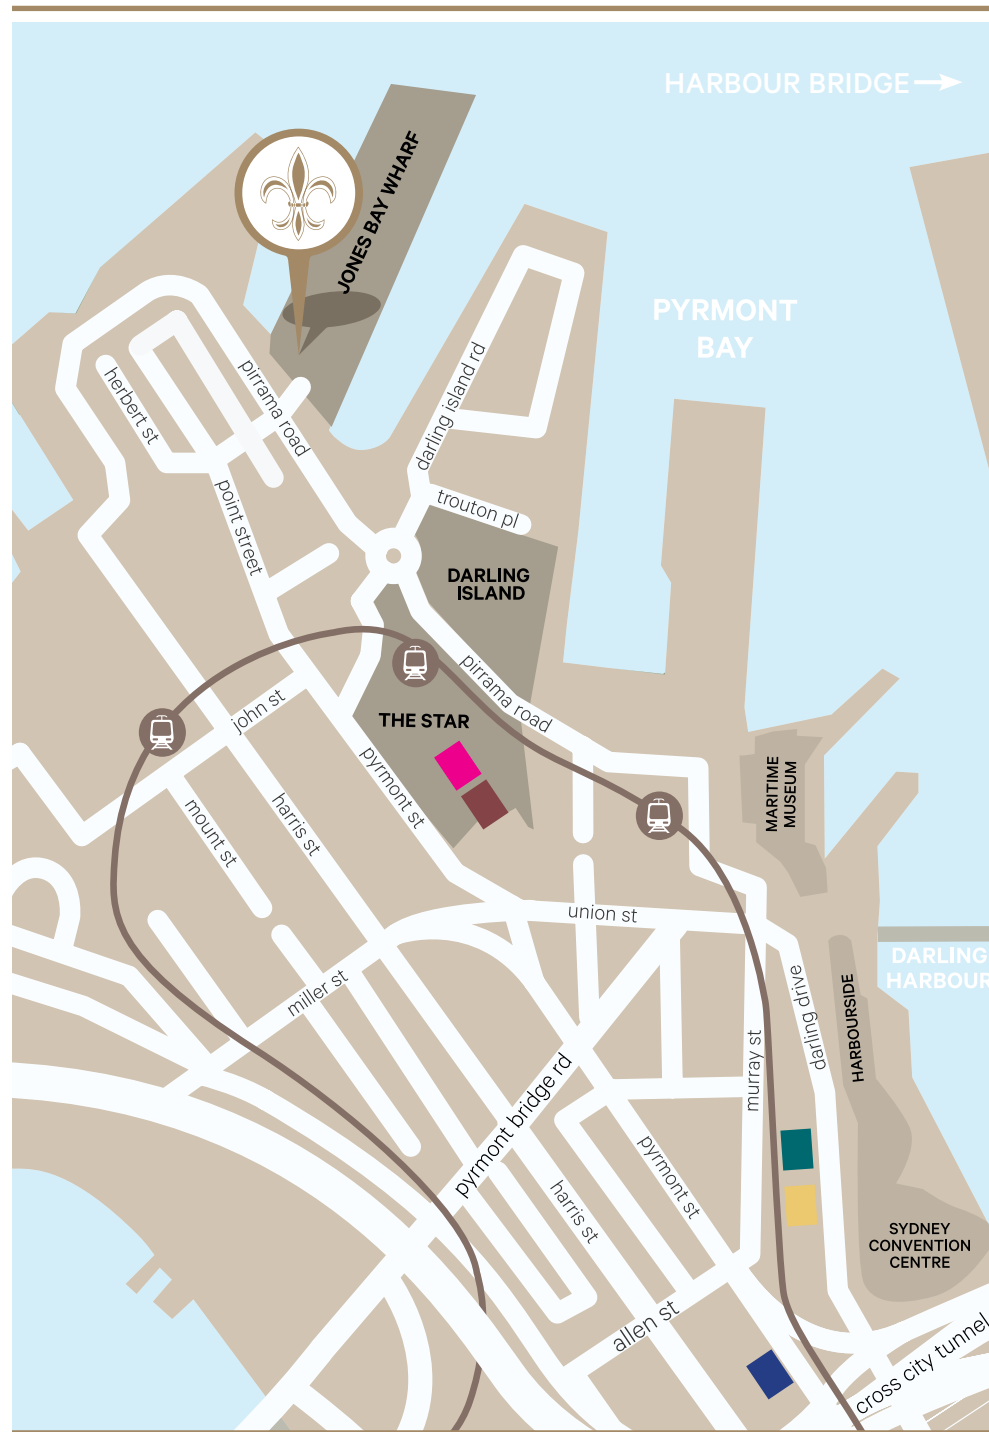 HARBOUR BRIDGE
JONES BAY WHARF
PYRMONT
BAY
herbert st
pirrama road
darling island rd
point street
trouton pl
DARLING
ISLAND
pirrama road
THE STAR
john st
pyrmont st
MARITIME
MUSEUM
mount st
harris st
union st
DARLING
HARBOUR
miller st
darling drive
HARBOURSIDE
murray st
pyrmont bridge rd
pyrmont st
harris st
SYDNEY
CONVENTION
CENTRE
allen st
cross city tunnel